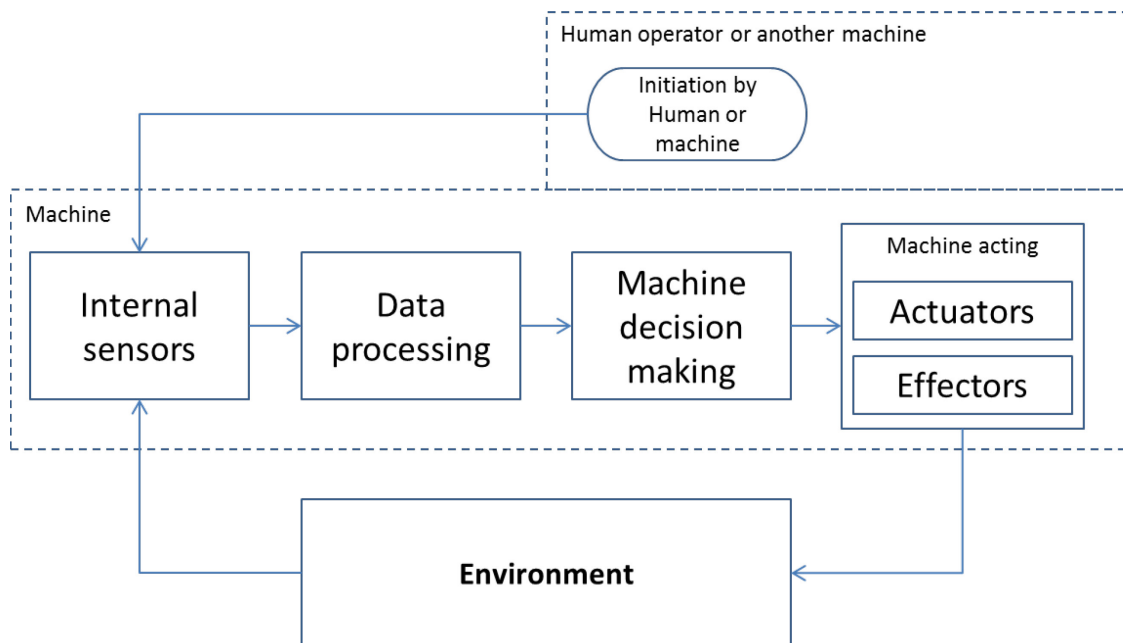 Human operator or another machine
Initiation by
Human or
machine
Machine
Internal
sensors
Data
processing
Machine
decision
making
Machine acting
Actuators
Effectors
Environment